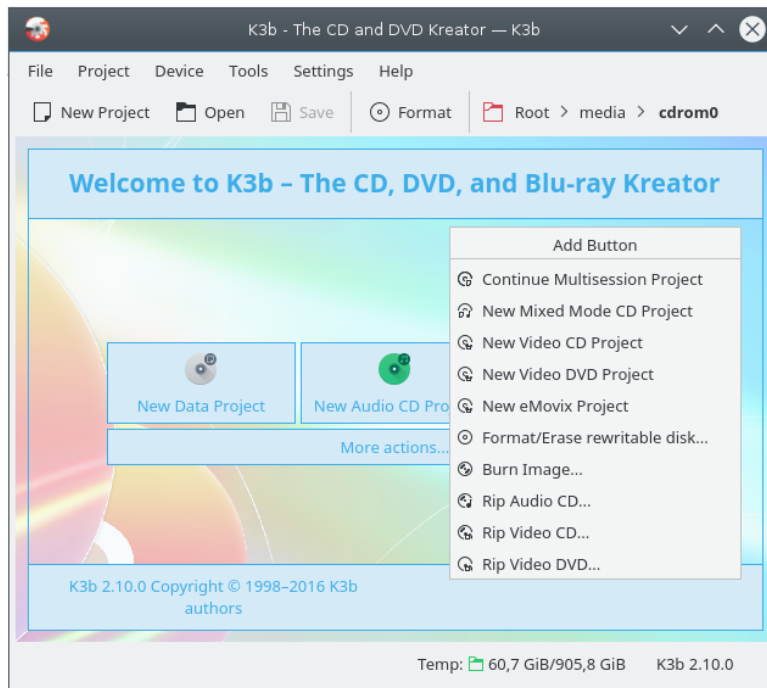 K3b - The CD and DVD Kreator — K3b
File Project Device Tools Settings Help
New Project Open Save Format Root > media > cdrom0
Welcome to K3b – The CD, DVD, and Blu-ray Kreator
Add Button
Continue Multisession Project
New Mixed Mode CD Project
New Video CD Project
New Video DVD Project
New eMovix Project
Format/Erase rewritable disk...
Burn Image...
Rip Audio CD...
Rip Video CD...
Rip Video DVD...
New Data Project New Audio CD Pro
More actions...
K3b 2.10.0 Copyright © 1998–2016 K3b
authors
Temp: 60,7 GiB/905,8 GiB K3b 2.10.0